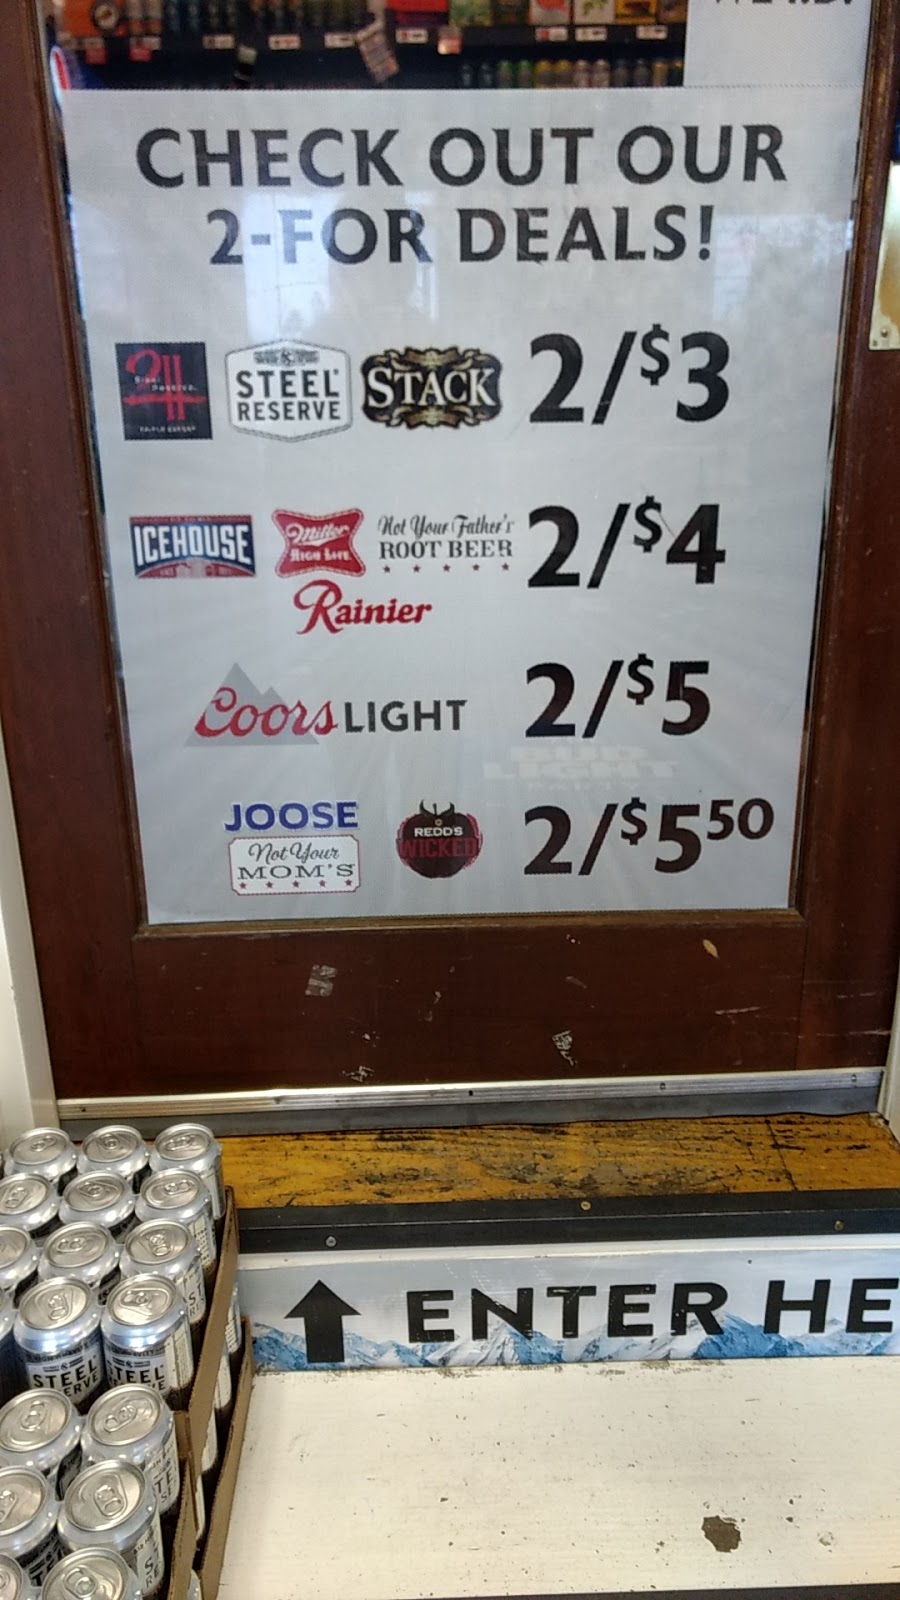 CHECK OUT OUR
2-FOR DEALS!
211 STEEL RESERVE STACK 2/$3
ICEHOUSE Miller HIGH LIFE Not Your Father's ROOT BEER 2/$4
Rainier
Coors LIGHT 2/$5
JOOSE
Not Your MOM'S REDD'S WICKED 2/$5.50
ENTER HE
STEEL
STEEL